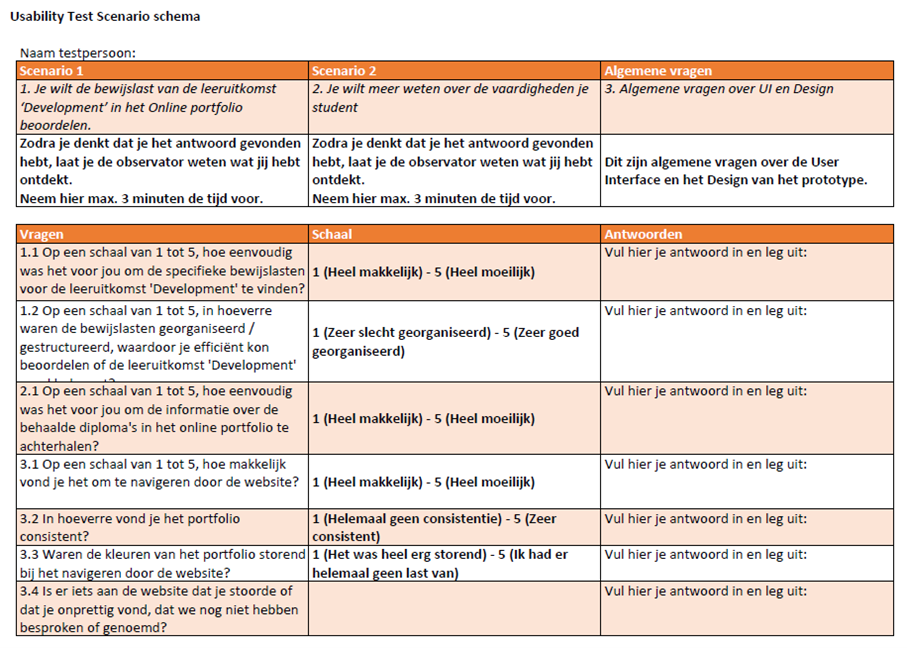 Usability Test Scenario schema
Naam testpersoon:
Scenario 1
Scenario 2
Algemene vragen
1. Je wilt de bewijslast van de leeruitkomst
‘Development’ in het Online portfolio
beoordelen.
2. Je wilt meer weten over de vaardigheden je
student
3. Algemene vragen over UI en Design
Zodra je denkt dat je het antwoord gevonden
hebt, laat je de observator weten wat jij hebt
ontdekt.
Neem hier max. 3 minuten de tijd voor.
Zodra je denkt dat je het antwoord gevonden
hebt, laat je de observator weten wat jij hebt
ontdekt.
Neem hier max. 3 minuten de tijd voor.
Dit zijn algemene vragen over de User
Interface en het Design van het prototype.
Vragen
Schaal
Antwoorden
1.1 Op een schaal van 1 tot 5, hoe eenvoudig
was het voor jou om de specifieke bewijslasten
voor de leeruitkomst 'Development' te vinden?
1 (Heel makkelijk) - 5 (Heel moeilijk)
Vul hier je antwoord in en leg uit:
1.2 Op een schaal van 1 tot 5, in hoeverre
waren de bewijslasten georganiseerd /
gestructureerd, waardoor je efficiënt kon
beoordelen of de leeruitkomst 'Development'
1 (Zeer slecht georganiseerd) - 5 (Zeer goed
georganiseerd)
Vul hier je antwoord in en leg uit:
2.1 Op een schaal van 1 tot 5, hoe eenvoudig
was het voor jou om de informatie over de
behaalde diploma's in het online portfolio te
achterhalen?
1 (Heel makkelijk) - 5 (Heel moeilijk)
Vul hier je antwoord in en leg uit:
3.1 Op een schaal van 1 tot 5, hoe makkelijk
vond je het om te navigeren door de website?
1 (Heel makkelijk) - 5 (Heel moeilijk)
Vul hier je antwoord in en leg uit:
3.2 In hoeverre vond je het portfolio
consistent?
1 (Helemaal geen consistentie) - 5 (Zeer
consistent)
Vul hier je antwoord in en leg uit:
3.3 Waren de kleuren van het portfolio storend
bij het navigeren door de website?
1 (Het was heel erg storend) - 5 (Ik had er
helemaal geen last van)
Vul hier je antwoord in en leg uit:
3.4 Is er iets aan de website dat je stoorde of
dat je onprettig vond, dat we nog niet hebben
besproken of genoemd?
Vul hier je antwoord in en leg uit: